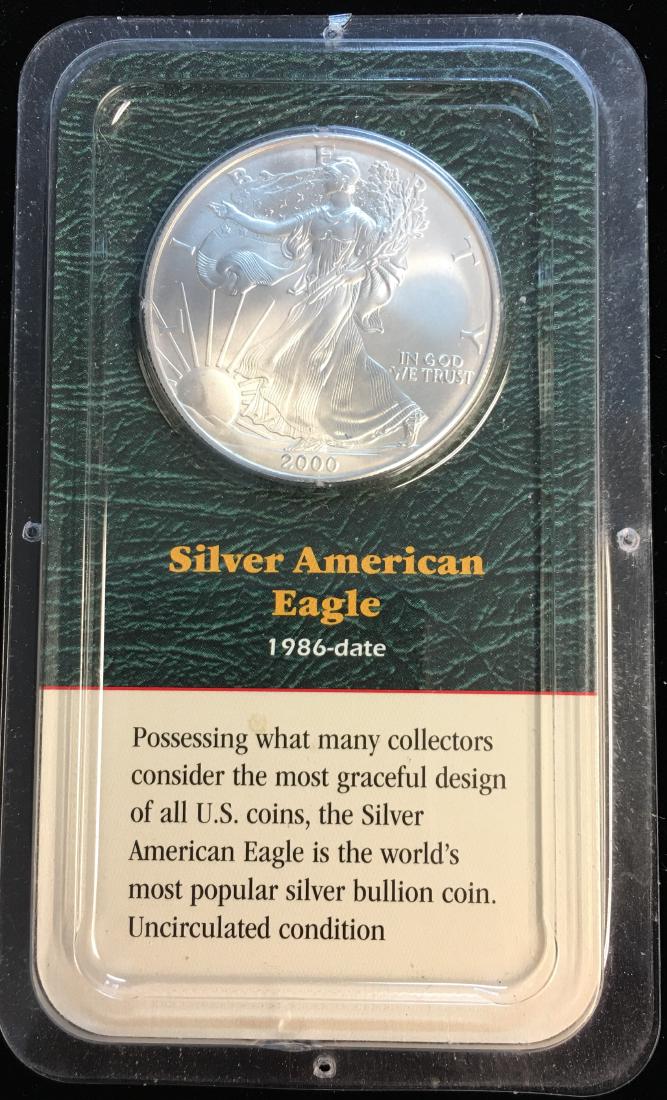 LIBERTY
IN GOD
WE TRUST
2000
Silver American
Eagle
1986-date
Possessing what many collectors
consider the most graceful design
of all U.S. coins, the Silver
American Eagle is the world's
most popular silver bullion coin.
Uncirculated condition